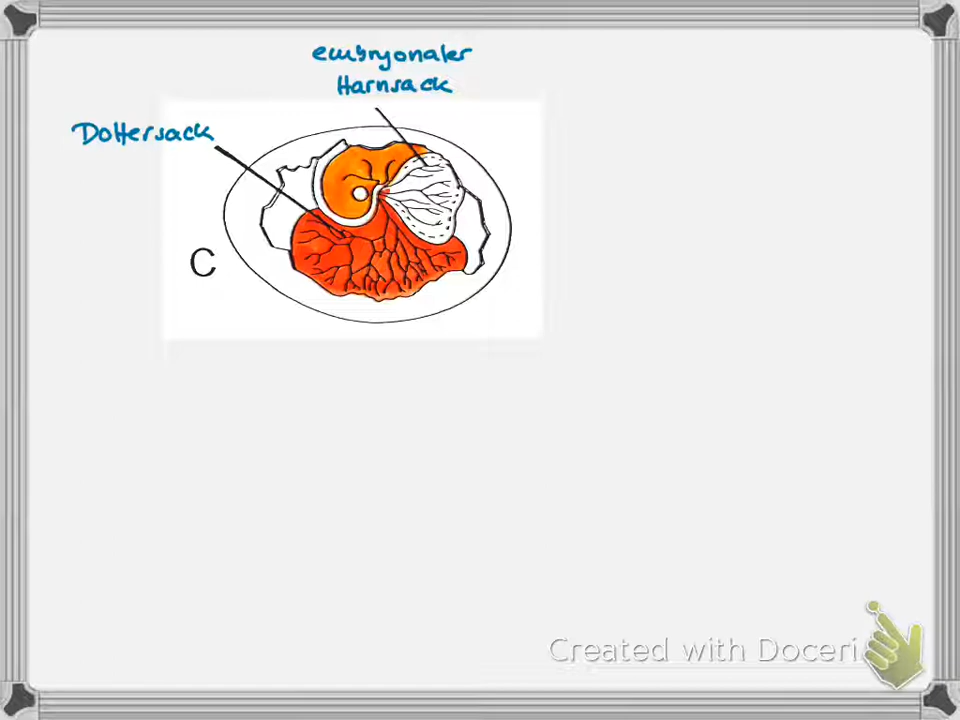 embryonaler
Harnsack
Dottersack
C
Created with Doceri